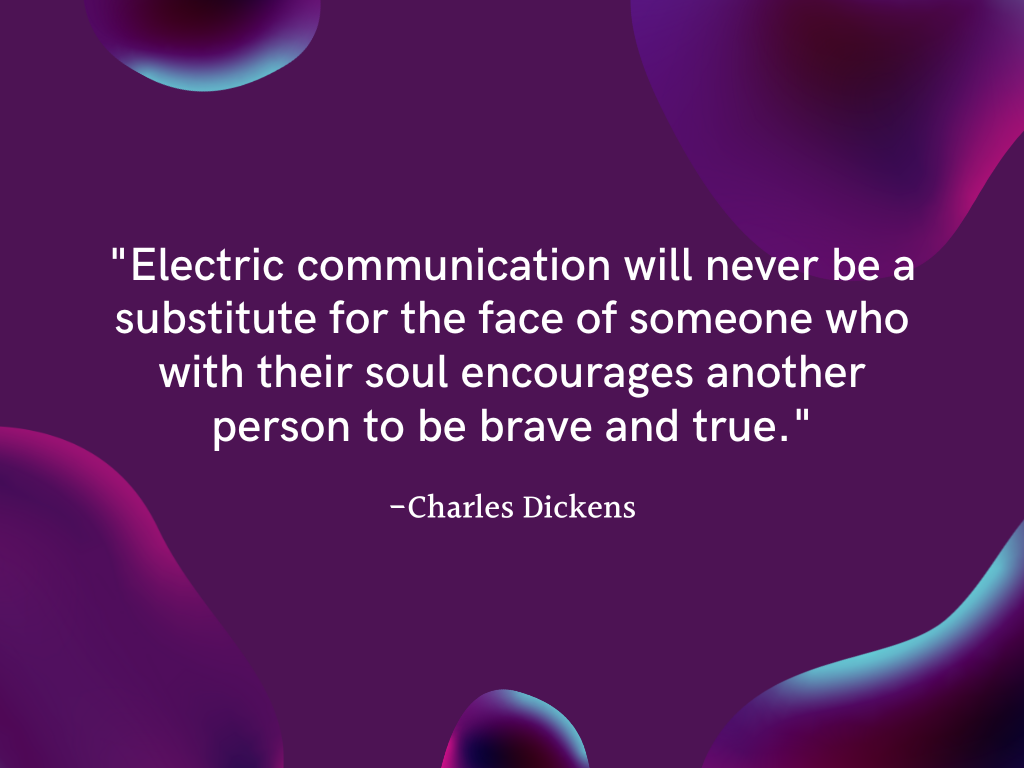 "Electric communication will never be a
substitute for the face of someone who
with their soul encourages another
person to be brave and true."
–Charles Dickens